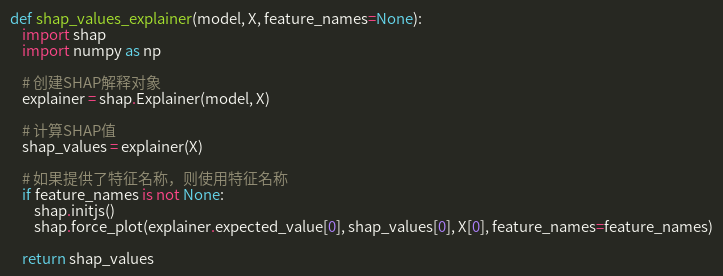 def shap_values_explainer(model, X, feature_names=None):
    import shap
    import numpy as np
    # 创建SHAP解释对象
    explainer = shap.Explainer(model, X)
    # 计算SHAP值
    shap_values = explainer(X)
    # 如果提供了特征名称，则使用特征名称
    if feature_names is not None:
        shap.initjs()
        shap.force_plot(explainer.expected_value[0], shap_values[0], X[0], feature_names=feature_names)
    return shap_values